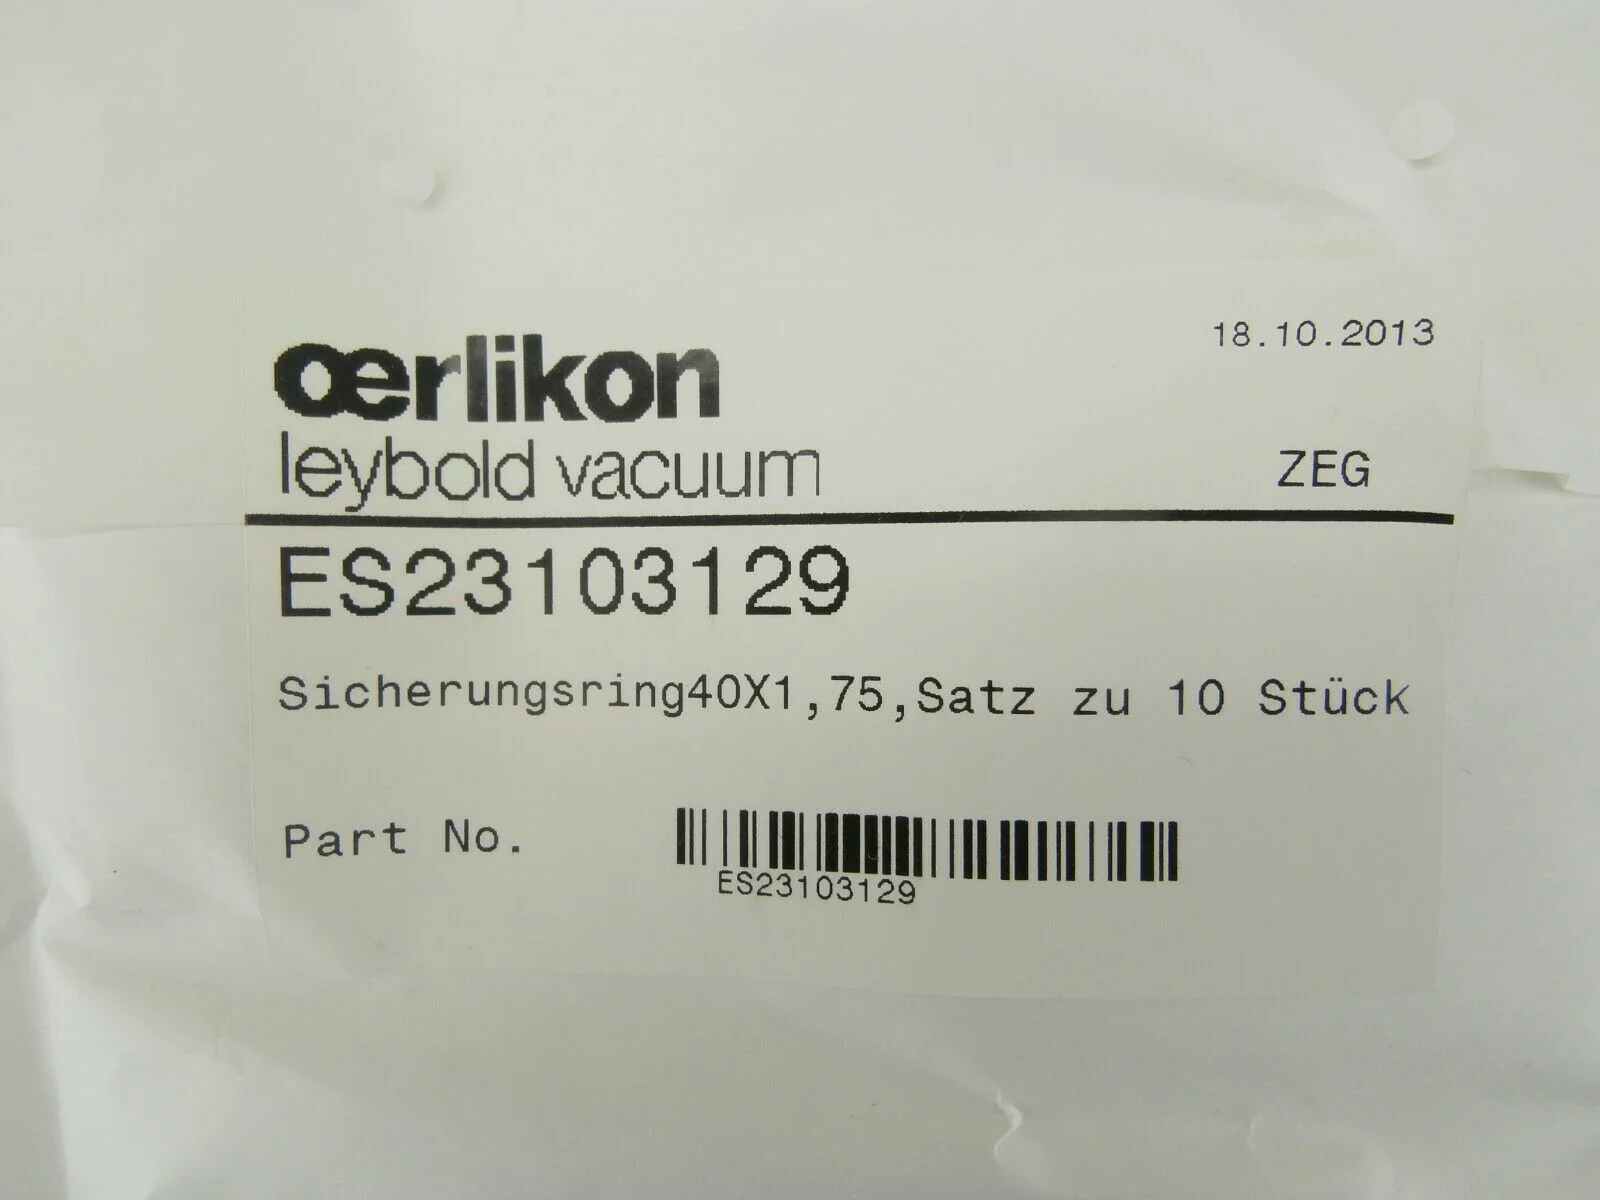 18.10.2013
œrlikon
leybold vacuum
ZEG
ES23103129
Sicherungsring40X1,75,Satz zu 10 Stück
Part No.
ES23103129